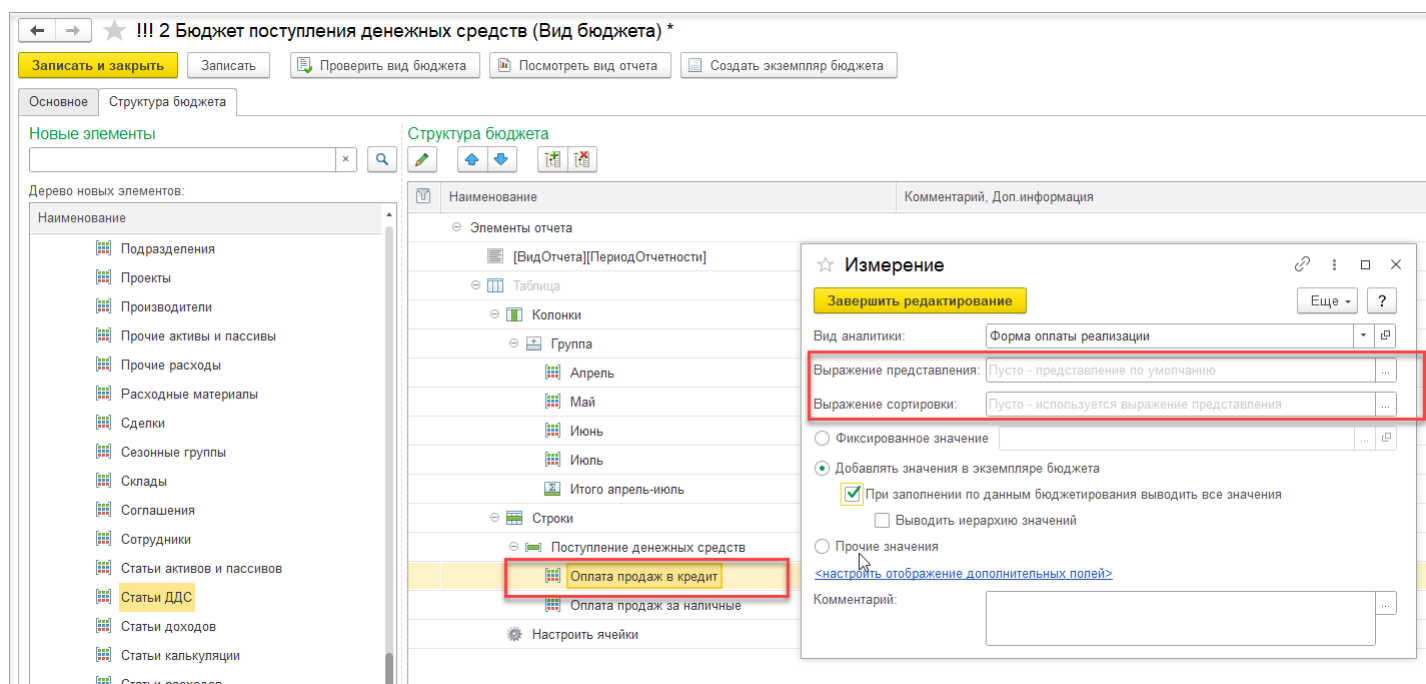 !!! 2 Бюджет поступления денежных средств (Вид бюджета) *
Записать и закрыть
Записать
Проверить вид бюджета
Посмотреть вид отчета
Создать экземпляр бюджета
Основное
Структура бюджета
Новые элементы
Дерево новых элементов:
Наименование
Подразделения
Проекты
Производители
Прочие активы и пассивы
Прочие расходы
Расходные материалы
Сделки
Сезонные группы
Склады
Соглашения
Сотрудники
Статьи активов и пассивов
Статьи ДДС
Статьи доходов
Статьи калькуляции
Статьи расходов
Структура бюджета
Наименование
Комментарий, Доп.информация
Элементы отчета
[ВидОтчета][ПериодОтчетности]
Таблица
Колонки
Группа
Апрель
Май
Июнь
Июль
Итого апрель-июль
Строки
Поступление денежных средств
Оплата продаж в кредит
Оплата продаж за наличные
Настроить ячейки
Измерение
Завершить редактирование
Еще
?
Вид аналитики:
Форма оплаты реализации
Выражение представления:
Пусто - представление по умолчанию
Выражение сортировки:
Пусто - используется выражение представления
Фиксированное значение
Добавлять значения в экземпляре бюджета
При заполнении по данным бюджетирования выводить все значения
Выводить иерархию значений
Прочие значения
<настроить отображение дополнительных полей>
Комментарий: